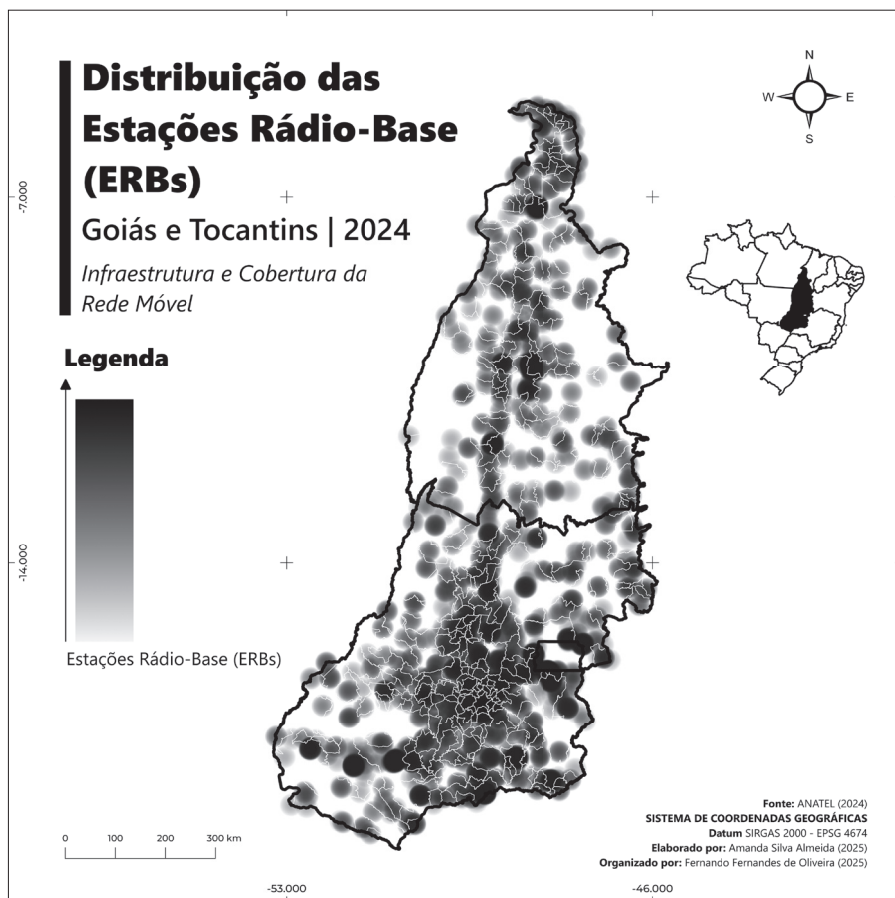 Distribuição das
Estações Rádio-Base
(ERBs)
Goiás e Tocantins | 2024
Infraestrutura e Cobertura da
Rede Móvel
N
W
E
S
-7.000
Legenda
-14.000
Estações Rádio-Base (ERBs)
0 100 200 300 km
Fonte: ANATEL (2024)
SISTEMA DE COORDENADAS GEOGRÁFICAS
Datum SIRGAS 2000 - EPSG 4674
Elaborado por: Amanda Silva Almeida (2025)
Organizado por: Fernando Fernandes de Oliveira (2025)
-53.000
-46.000